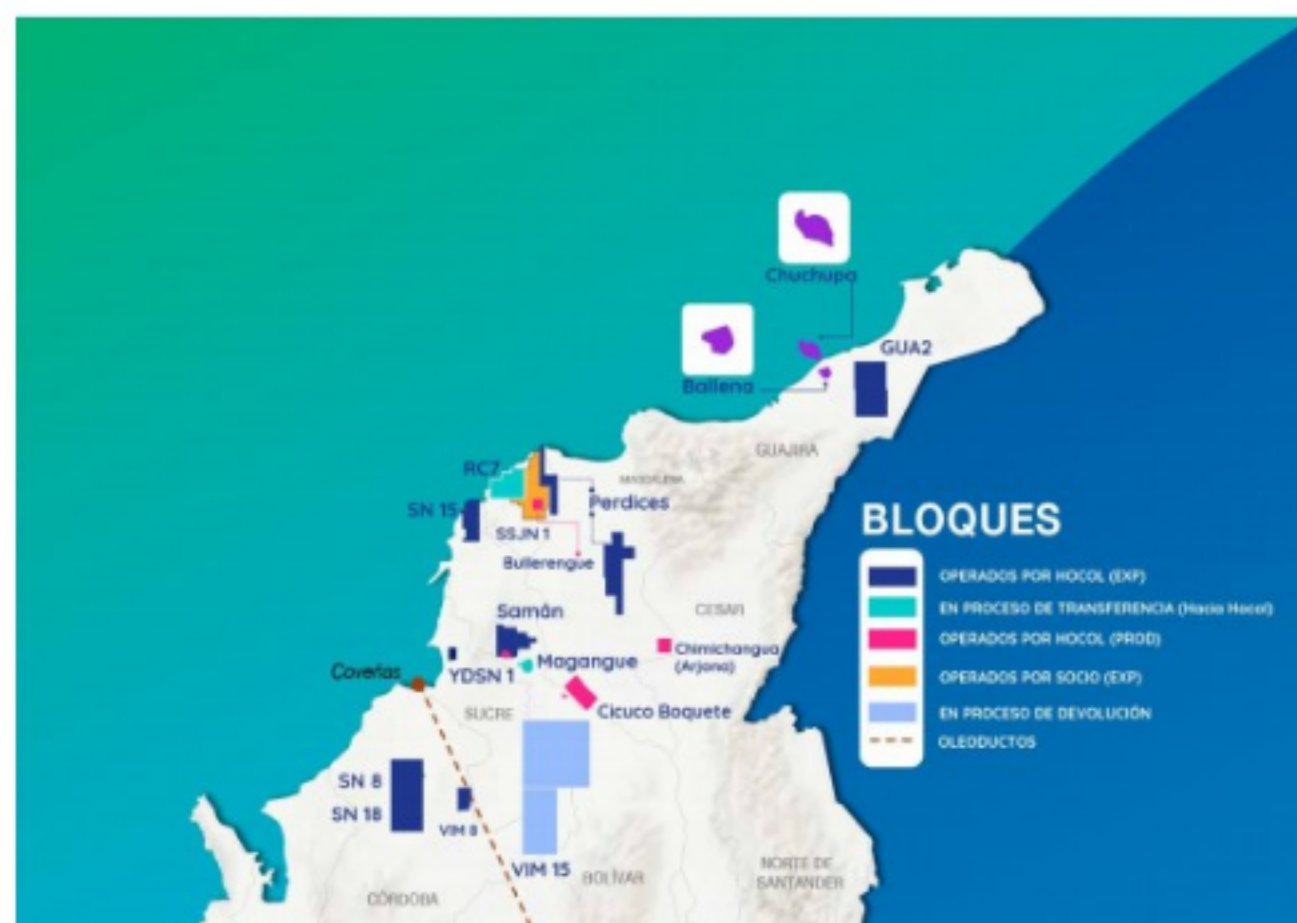 Chuchupa
GUA2
Ballena
GUAJIRA
RC7
MAGDALENA
SN 15
Perdices
SSJN 1
Bullerengue
BLOQUES
OPERADOS POR HOCOL (EXP)
EN PROCESO DE TRANSFERENCIA (Hacia Hocol)
OPERADOS POR HOCOL (PROD)
OPERADOS POR SOCIO (EXP)
EN PROCESO DE DEVOLUCIÓN
OLEODUCTOS
Samán
CESAR
Chimichangua
(Arjona)
Magangue
YDSN 1
Coveñas
Cicuco Boquete
SUCRE
SN 8
SN 18
VIM 8
VIM 15
BOLÍVAR
NORTE DE
SANTANDER
CÓRDOBA